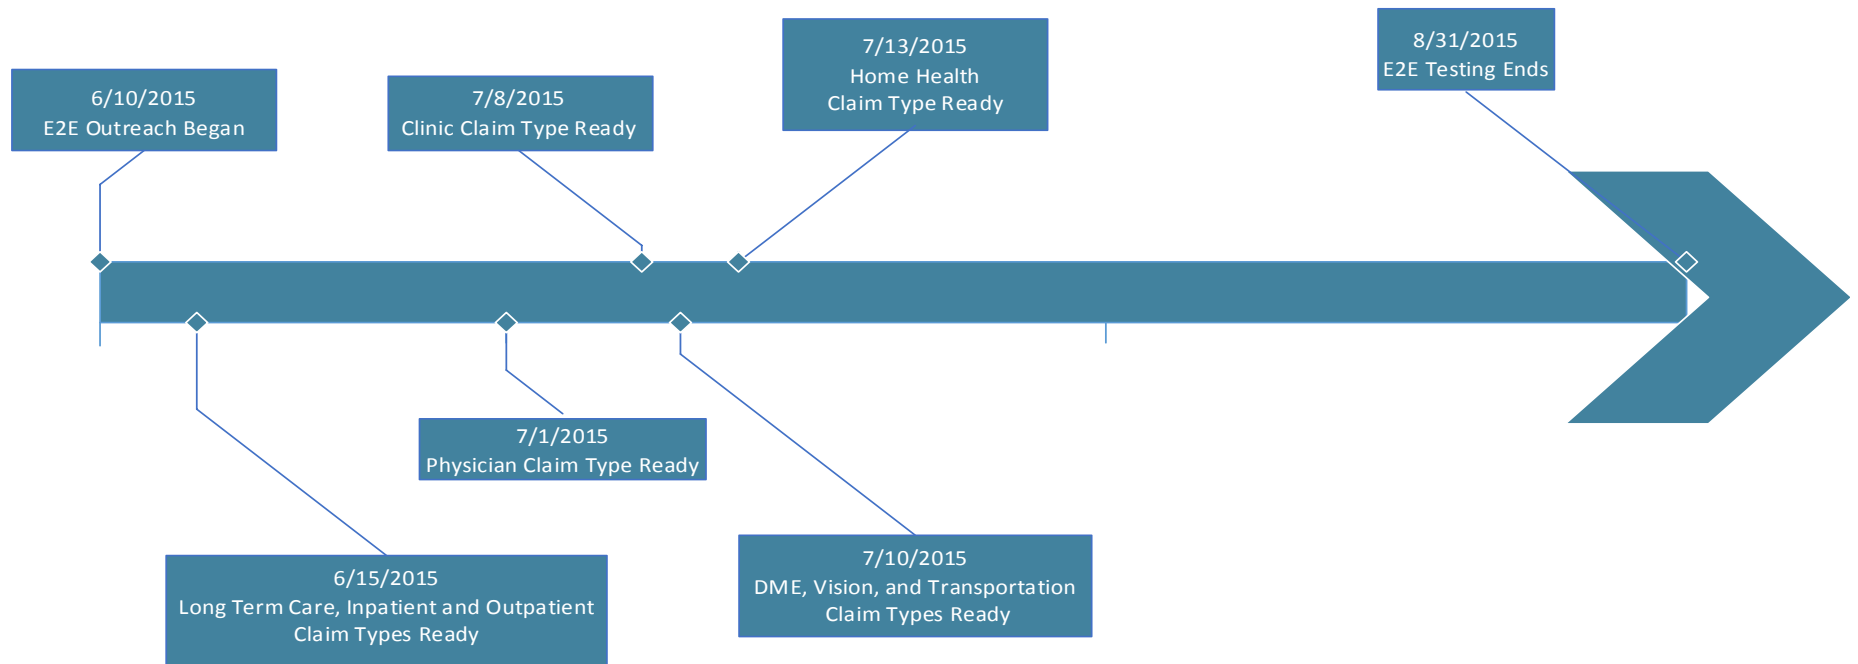 6/10/2015
E2E Outreach Began
7/8/2015
Clinic Claim Type Ready
7/13/2015
Home Health
Claim Type Ready
8/31/2015
E2E Testing Ends
6/15/2015
Long Term Care, Inpatient and Outpatient
Claim Types Ready
7/1/2015
Physician Claim Type Ready
7/10/2015
DME, Vision, and Transportation
Claim Types Ready